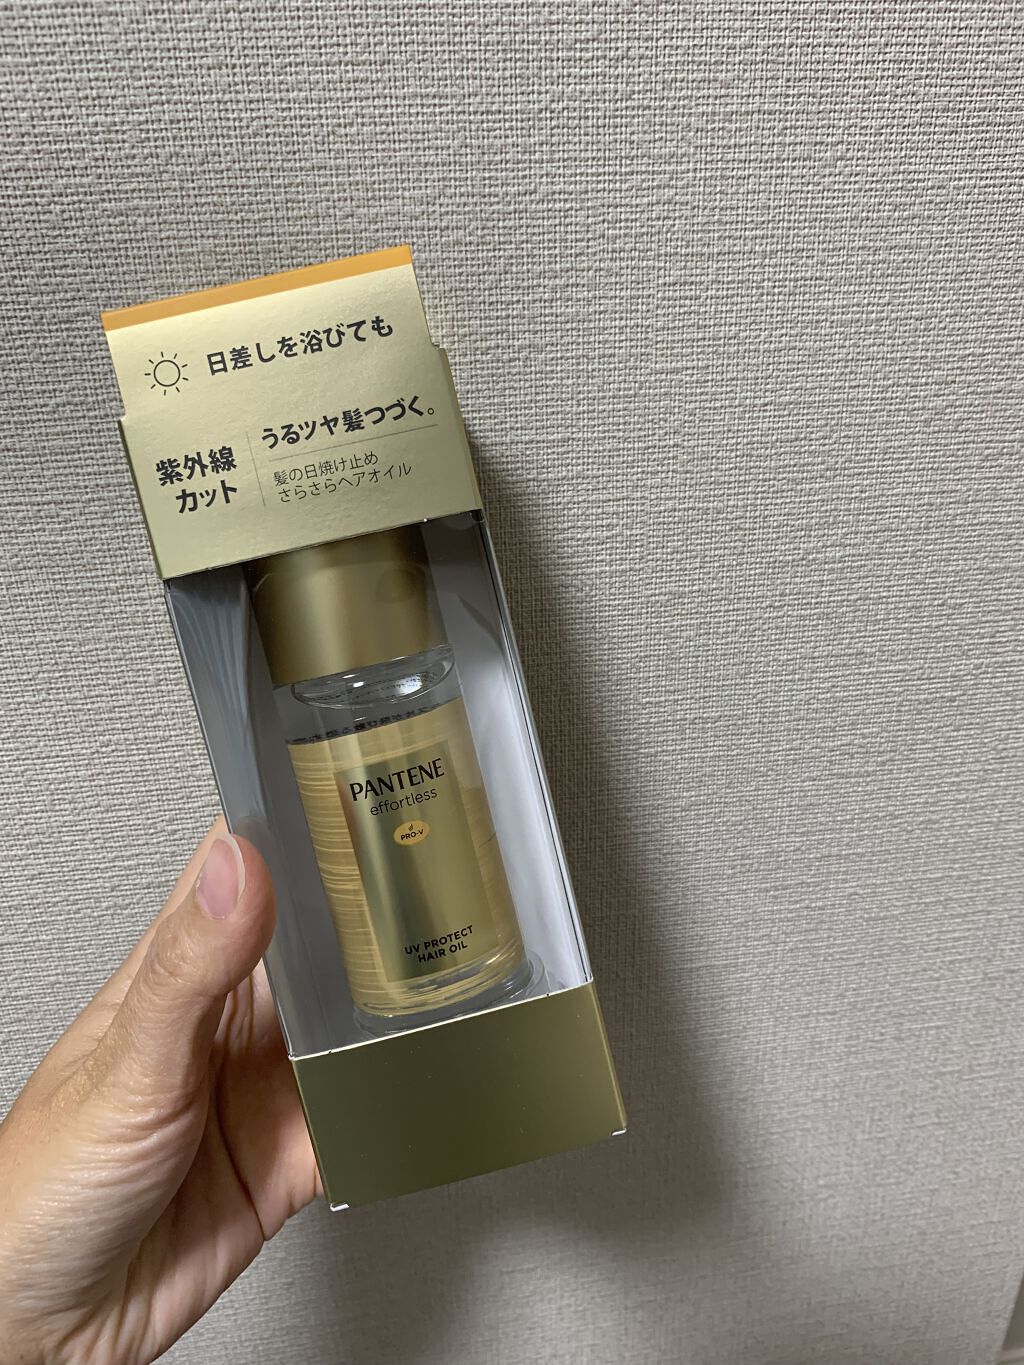 日差しを浴びても
うるツヤ髪つづく。
紫外線
カット
髪の日焼け止め
さらさらヘアオイル
PANTENE
effortless
PRO-V
UV PROTECT
HAIR OIL